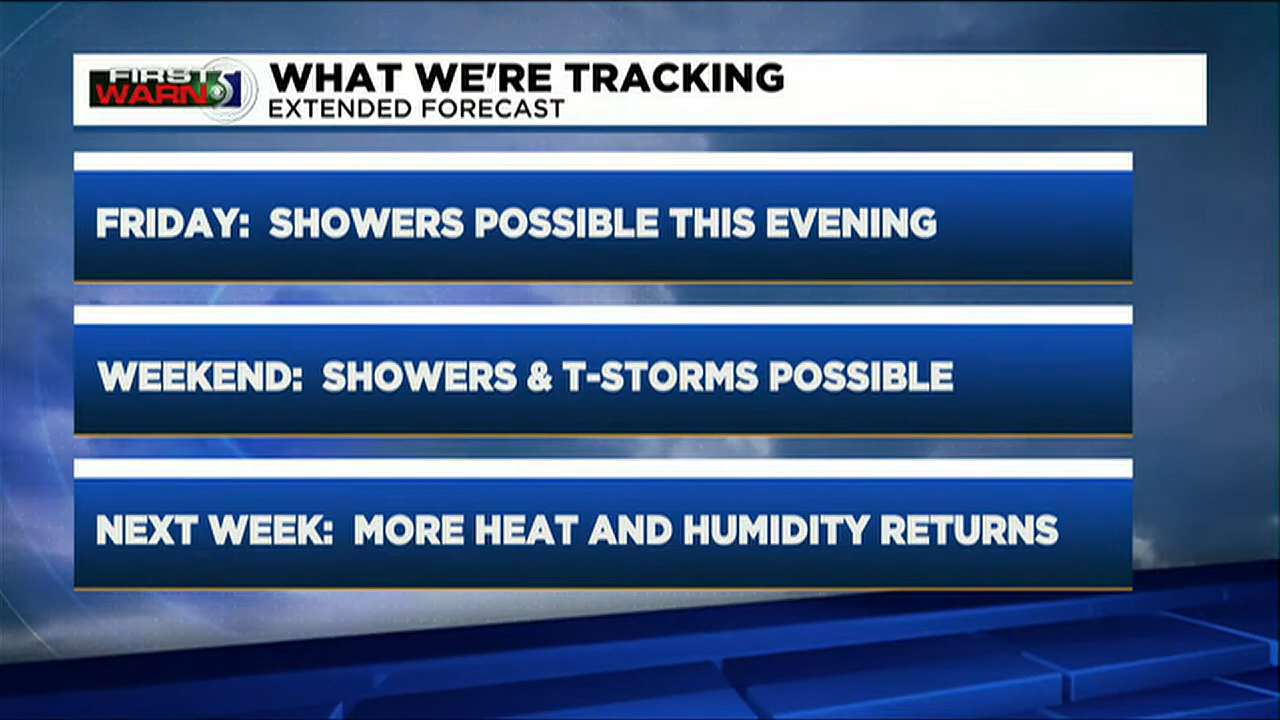 FIRST
WARN 5
WHAT WE'RE TRACKING
EXTENDED FORECAST
FRIDAY: SHOWERS POSSIBLE THIS EVENING
WEEKEND: SHOWERS & T-STORMS POSSIBLE
NEXT WEEK: MORE HEAT AND HUMIDITY RETURNS